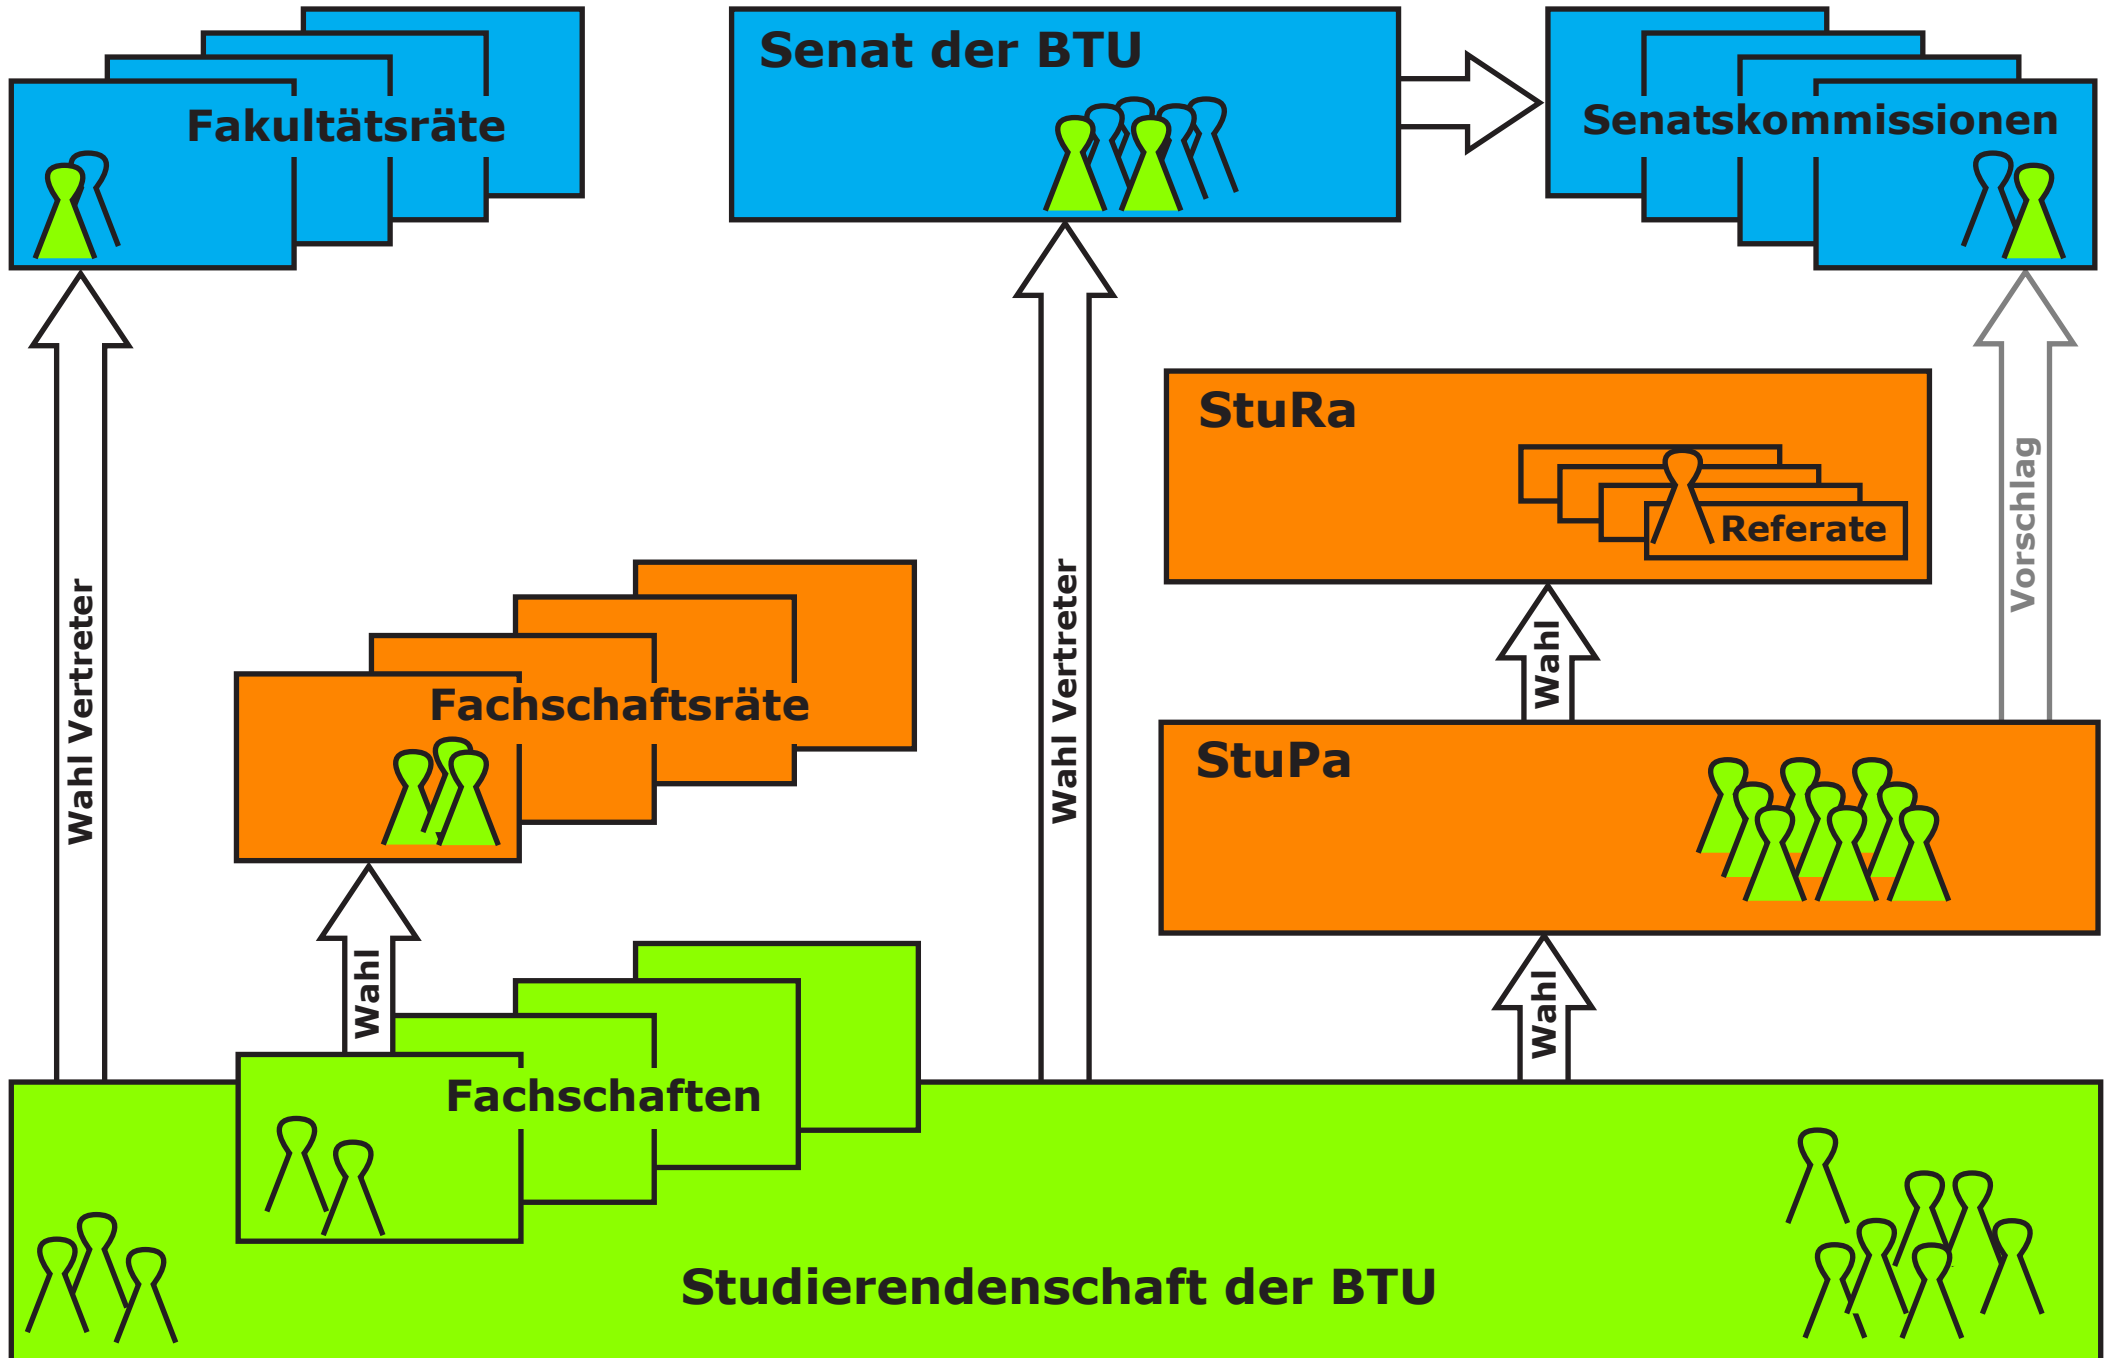 Fakultätsräte
Senat der BTU
Senatskommissionen
StuRa
Referate
Vorschlag
Wahl Vertreter
Wahl Vertreter
Wahl
Fachschaftsräte
StuPa
Wahl
Wahl
Fachschaften
Studierendenschaft der BTU